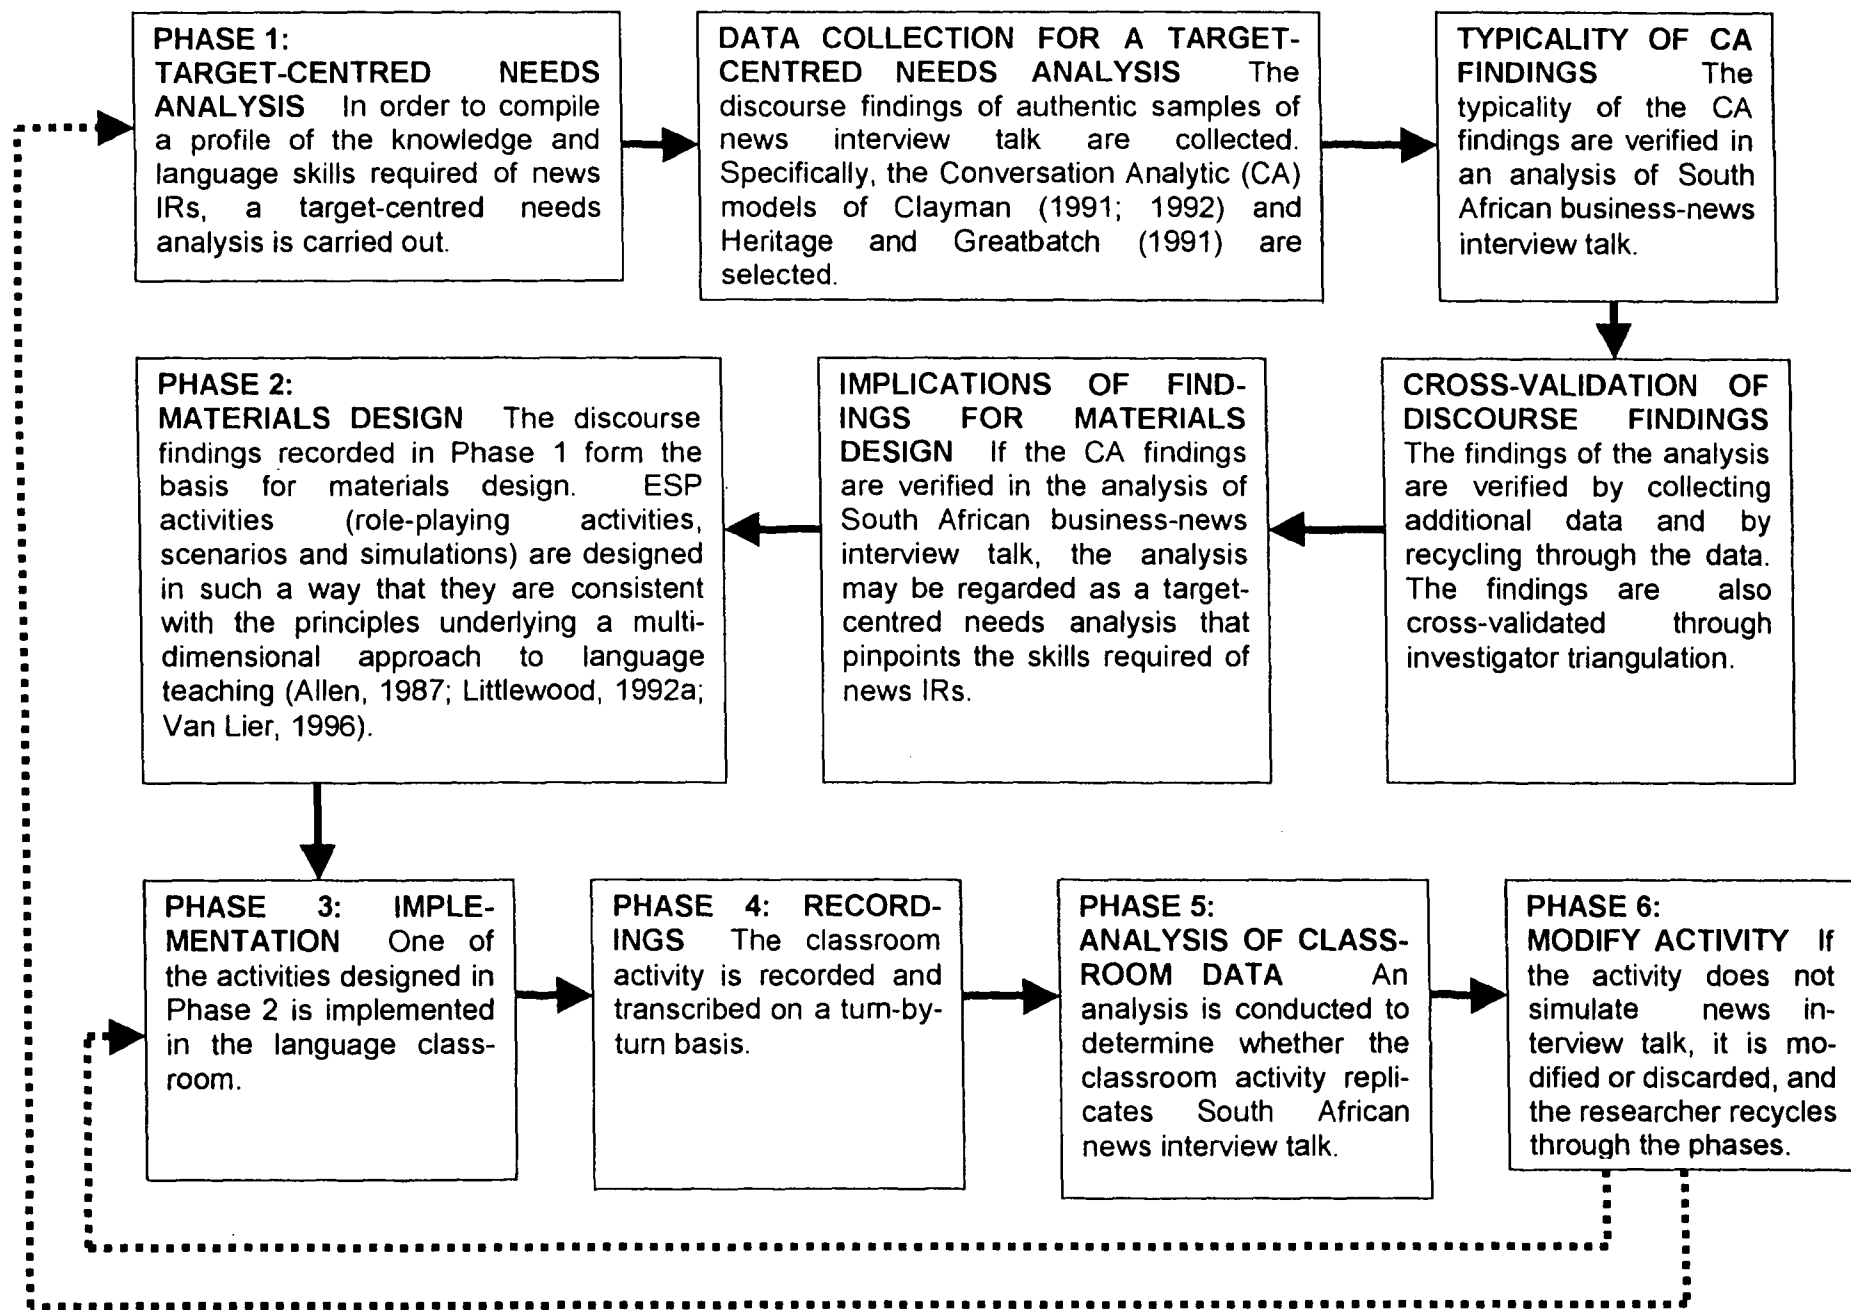 PHASE 1:
TARGET-CENTRED NEEDS
ANALYSIS In order to compile
a profile of the knowledge and
language skills required of news
IRs, a target-centred needs
analysis is carried out.
DATA COLLECTION FOR A TARGET-
CENTRED NEEDS ANALYSIS The
discourse findings of authentic samples of
news interview talk are collected.
Specifically, the Conversation Analytic (CA)
models of Clayman (1991; 1992) and
Heritage and Greatbatch (1991) are
selected.
TYPICALITY OF CA
FINDINGS The
typicality of the CA
findings are verified in
an analysis of South
African business-news
interview talk.
CROSS-VALIDATION OF
DISCOURSE FINDINGS
The findings of the analysis
are verified by collecting
additional data and by
recycling through the data.
The findings are also
cross-validated through
investigator triangulation.
IMPLICATIONS OF FIND-
INGS FOR MATERIALS
DESIGN If the CA findings
are verified in the analysis of
South African business-news
interview talk, the analysis
may be regarded as a target-
centred needs analysis that
pinpoints the skills required of
news IRs.
PHASE 2:
MATERIALS DESIGN The discourse
findings recorded in Phase 1 form the
basis for materials design. ESP
activities (role-playing activities,
scenarios and simulations) are designed
in such a way that they are consistent
with the principles underlying a multi-
dimensional approach to language
teaching (Allen, 1987; Littlewood, 1992a;
Van Lier, 1996).
PHASE 3: IMPLE-
MENTATION One of
the activities designed in
Phase 2 is implemented
in the language class-
room.
PHASE 4: RECORD-
INGS The classroom
activity is recorded and
transcribed on a turn-by-
turn basis.
PHASE 5:
ANALYSIS OF CLASS-
ROOM DATA An
analysis is conducted to
determine whether the
classroom activity repli-
cates South African
news interview talk.
PHASE 6:
MODIFY ACTIVITY If
the activity does not
simulate news in-
terview talk, it is mo-
dified or discarded, and
the researcher recycles
through the phases.